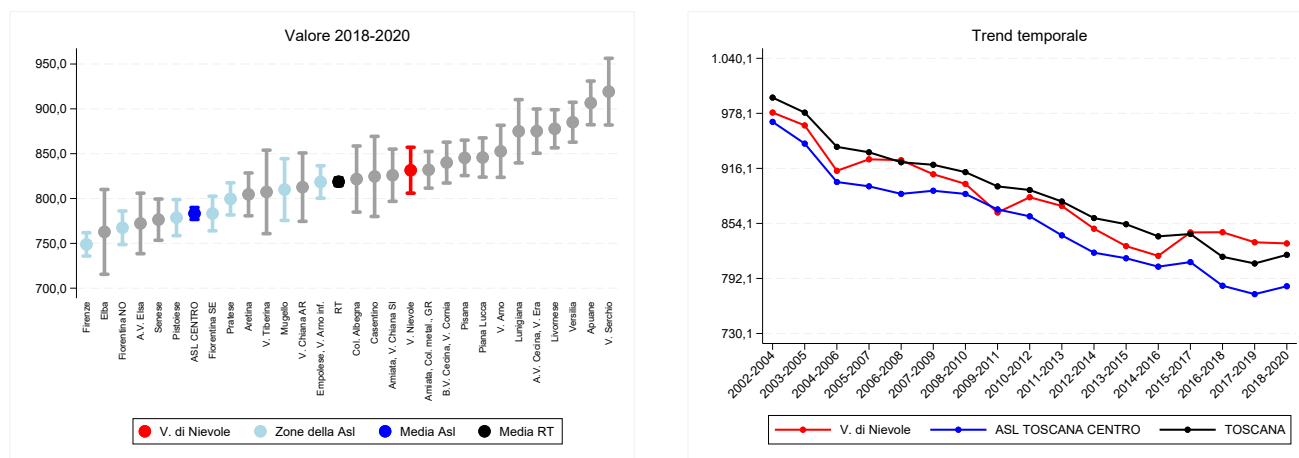 Valore 2018-2020
950,0
900,0
850,0
800,0
750,0
700,0
Firenze
Elba
Fiorentina NO
A.V. Elsa
Senese
Pistoiese
ASL CENTRO
Fiorentina SE
Pratese
Aretina
V. Tiberina
Mugello
V. Chiana AR
Empolese, V. Arno inf.
RT
Col. Albegna
Casentino
Amiata, V. Chiana SI
V. Nievole
Amiata, Col. metal., GR
B.V. Cecina, V. Cornia
Pisana
Piana Lucca
V. Arno
Lunigiana
A.V. Cecina, V. Era
Livornese
Versilia
Apuane
V. Serchio
V. di Nievole
Zone della Asl
Media Asl
Media RT
Trend temporale
1.040,1
978,1
916,1
854,1
792,1
730,1
2002-2004
2003-2005
2004-2006
2005-2007
2006-2008
2007-2009
2008-2010
2009-2011
2010-2012
2011-2013
2012-2014
2013-2015
2014-2016
2015-2017
2016-2018
2017-2019
2018-2020
V. di Nievole
ASL TOSCANA CENTRO
TOSCANA